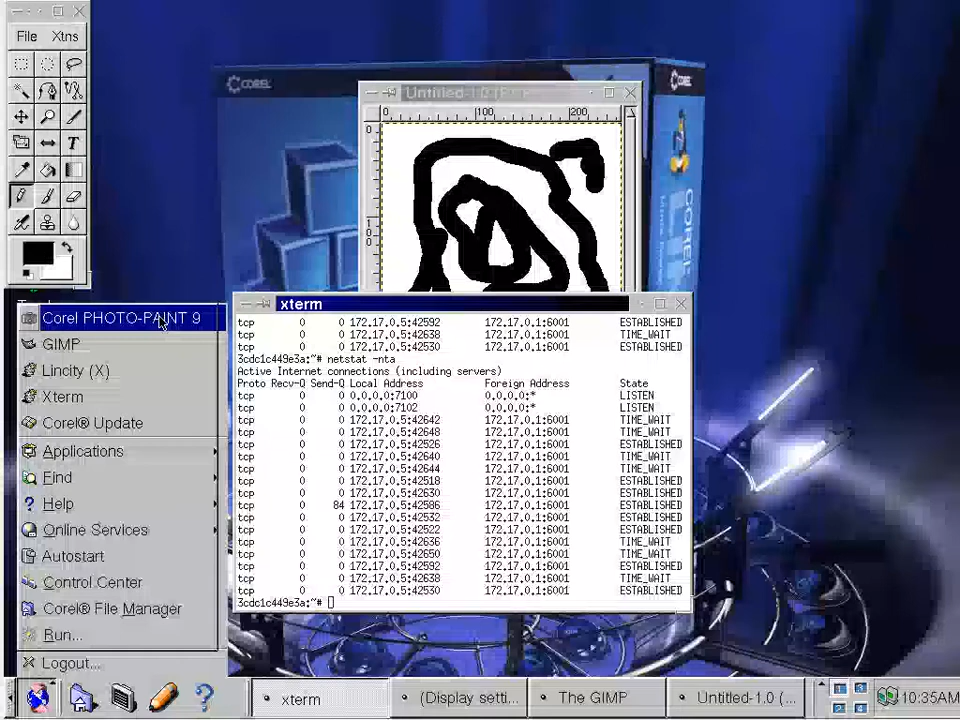 File Xtns
COREL
COREL
Untitled-1.0
0 100 200
0
100
T
COREL
xterm
tcp 0 0 172.17.0.5:42592 172.17.0.1:6001 ESTABLISHED
tcp 0 0 172.17.0.5:42638 172.17.0.1:6001 TIME_WAIT
tcp 0 0 172.17.0.5:42530 172.17.0.1:6001 ESTABLISHED
3cdc1c449e3a:~# netstat -nta
Active Internet connections (including servers)
Proto Recv-Q Send-Q Local Address Foreign Address State
tcp 0 0 0.0.0.0:7100 0.0.0.0:* LISTEN
tcp 0 0 0.0.0.0:7102 0.0.0.0:* LISTEN
tcp 0 0 172.17.0.5:42642 172.17.0.1:6001 TIME_WAIT
tcp 0 0 172.17.0.5:42648 172.17.0.1:6001 TIME_WAIT
tcp 0 0 172.17.0.5:42526 172.17.0.1:6001 ESTABLISHED
tcp 0 0 172.17.0.5:42640 172.17.0.1:6001 TIME_WAIT
tcp 0 0 172.17.0.5:42644 172.17.0.1:6001 TIME_WAIT
tcp 0 0 172.17.0.5:42518 172.17.0.1:6001 ESTABLISHED
tcp 0 0 172.17.0.5:42630 172.17.0.1:6001 ESTABLISHED
tcp 0 84 172.17.0.5:42586 172.17.0.1:6001 ESTABLISHED
tcp 0 0 172.17.0.5:42532 172.17.0.1:6001 ESTABLISHED
tcp 0 0 172.17.0.5:42522 172.17.0.1:6001 ESTABLISHED
tcp 0 0 172.17.0.5:42636 172.17.0.1:6001 TIME_WAIT
tcp 0 0 172.17.0.5:42650 172.17.0.1:6001 TIME_WAIT
tcp 0 0 172.17.0.5:42592 172.17.0.1:6001 ESTABLISHED
tcp 0 0 172.17.0.5:42638 172.17.0.1:6001 TIME_WAIT
tcp 0 0 172.17.0.5:42530 172.17.0.1:6001 ESTABLISHED
3cdc1c449e3a:~#
Corel PHOTO-PAINT 9
GIMP
Lincity (X)
Xterm
Corel® Update
Applications
Find
Help
Online Services
Autostart
Control Center
Corel® File Manager
Run...
Logout...
xterm
(Display setti...
The GIMP
Untitled-1.0 (...
1 3
2 4
10:35AM